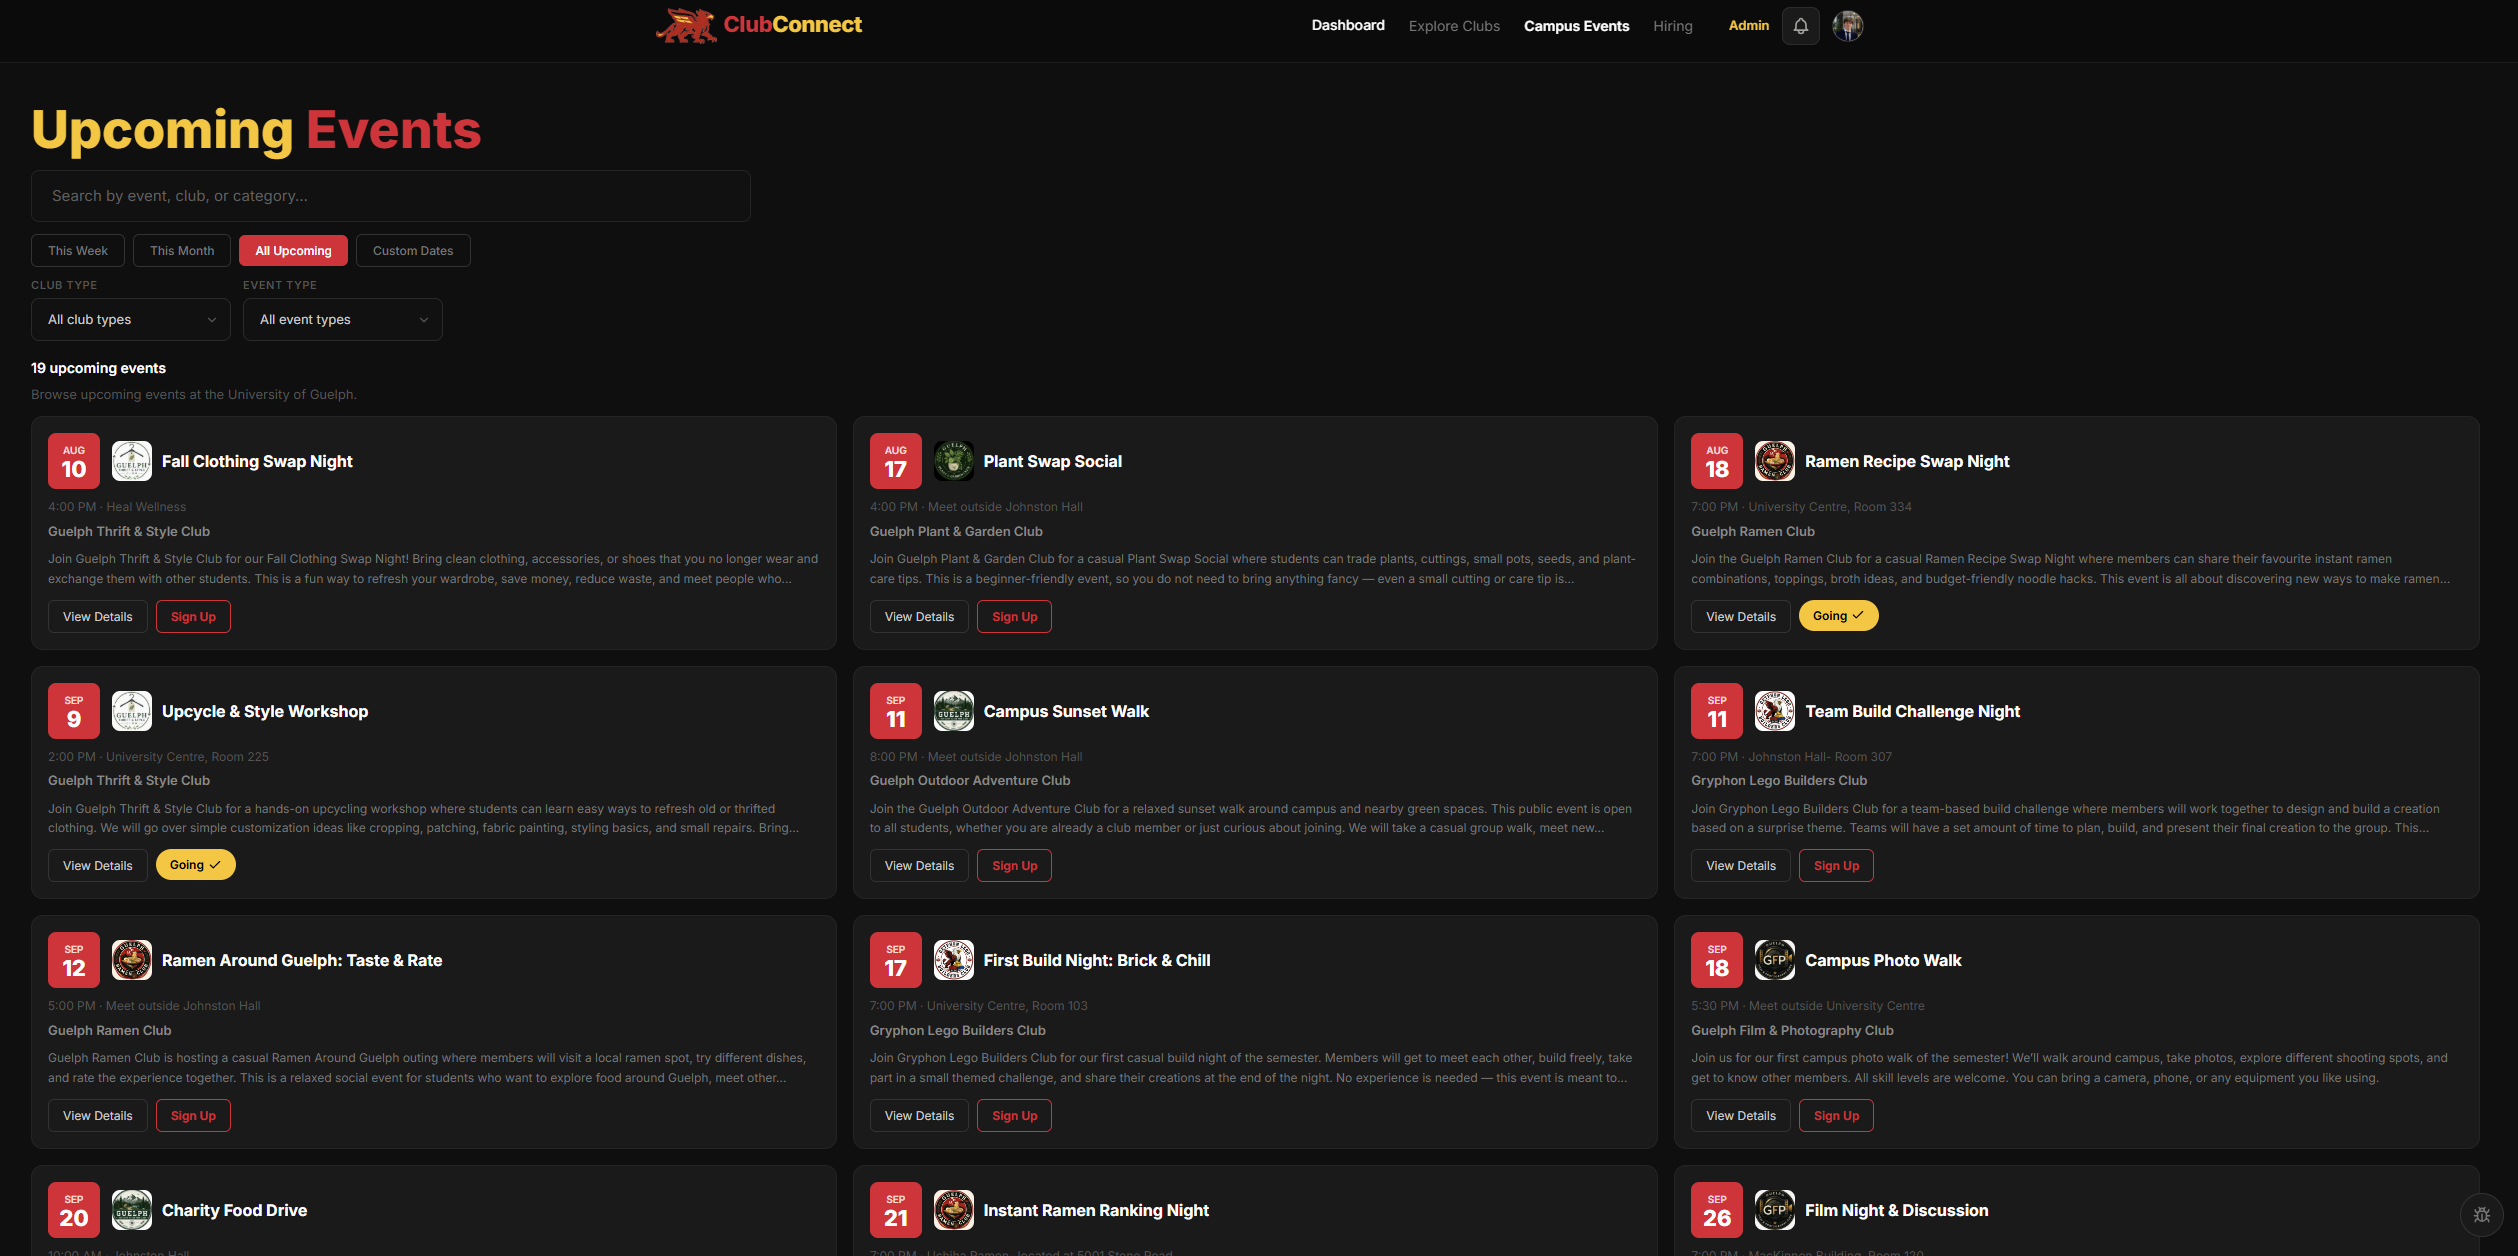 ClubConnect
Dashboard Explore Clubs Campus Events Hiring Admin
Upcoming Events
Search by event, club, or category...
This Week This Month All Upcoming Custom Dates
CLUB TYPE EVENT TYPE
All club types All event types
19 upcoming events
Browse upcoming events at the University of Guelph.
AUG
10
Fall Clothing Swap Night
4:00 PM · Heal Wellness
Guelph Thrift & Style Club
Join Guelph Thrift & Style Club for our Fall Clothing Swap Night! Bring clean clothing, accessories, or shoes that you no longer wear and
exchange them with other students. This is a fun way to refresh your wardrobe, save money, reduce waste, and meet people who...
View Details Sign Up
AUG
17
Plant Swap Social
4:00 PM · Meet outside Johnston Hall
Guelph Plant & Garden Club
Join Guelph Plant & Garden Club for a casual Plant Swap Social where students can trade plants, cuttings, small pots, seeds, and plant-
care tips. This is a beginner-friendly event, so you do not need to bring anything fancy — even a small cutting or care tip is...
View Details Sign Up
AUG
18
Ramen Recipe Swap Night
7:00 PM · University Centre, Room 334
Guelph Ramen Club
Join the Guelph Ramen Club for a casual Ramen Recipe Swap Night where members can share their favourite instant ramen
combinations, toppings, broth ideas, and budget-friendly noodle hacks. This event is all about discovering new ways to make ramen...
View Details Going ✓
SEP
9
Upcycle & Style Workshop
2:00 PM · University Centre, Room 225
Guelph Thrift & Style Club
Join Guelph Thrift & Style Club for a hands-on upcycling workshop where students can learn easy ways to refresh old or thrifted
clothing. We will go over simple customization ideas like cropping, patching, fabric painting, styling basics, and small repairs. Bring...
View Details Going ✓
SEP
11
GUELPH
Campus Sunset Walk
8:00 PM · Meet outside Johnston Hall
Guelph Outdoor Adventure Club
Join the Guelph Outdoor Adventure Club for a relaxed sunset walk around campus and nearby green spaces. This public event is open
to all students, whether you are already a club member or just curious about joining. We will take a casual group walk, meet new...
View Details Sign Up
SEP
11
Team Build Challenge Night
7:00 PM · Johnston Hall- Room 307
Gryphon Lego Builders Club
Join Gryphon Lego Builders Club for a team-based build challenge where members will work together to design and build a creation
based on a surprise theme. Teams will have a set amount of time to plan, build, and present their final creation to the group. This...
View Details Sign Up
SEP
12
Ramen Around Guelph: Taste & Rate
5:00 PM · Meet outside Johnston Hall
Guelph Ramen Club
Guelph Ramen Club is hosting a casual Ramen Around Guelph outing where members will visit a local ramen spot, try different dishes,
and rate the experience together. This is a relaxed social event for students who want to explore food around Guelph, meet other...
View Details Sign Up
SEP
17
First Build Night: Brick & Chill
7:00 PM · University Centre, Room 103
Gryphon Lego Builders Club
Join Gryphon Lego Builders Club for our first casual build night of the semester. Members will get to meet each other, build freely, take
part in a small themed challenge, and share their creations at the end of the night. No experience is needed — this event is meant to...
View Details Sign Up
SEP
18
GFP
Campus Photo Walk
5:30 PM · Meet outside University Centre
Guelph Film & Photography Club
Join us for our first campus photo walk of the semester! We'll walk around campus, take photos, explore different shooting spots, and
get to know other members. All skill levels are welcome. You can bring a camera, phone, or any equipment you like using.
View Details Sign Up
SEP
20
GUELPH
Charity Food Drive
10:00 AM · Johnston Hall
SEP
21
Instant Ramen Ranking Night
7:00 PM · Uchiba Ramen, located at 5001 Stone Road
SEP
26
GFP
Film Night & Discussion
7:00 PM · MacKinnon Building, Room 120